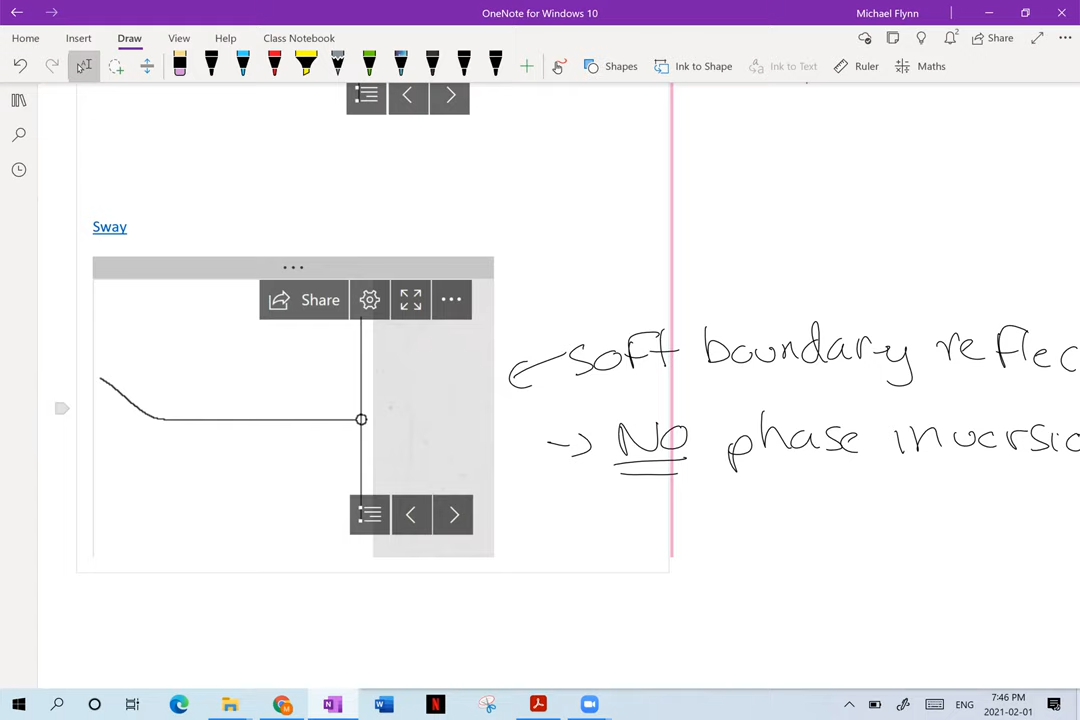 OneNote for Windows 10
Michael Flynn
Home Insert Draw View Help Class Notebook
Share
Shapes
Ink to Shape
Ink to Text
Ruler
Maths
Sway
Share
soft boundary reflec
→ NO phase inversio
ENG
7:46 PM
2021-02-01